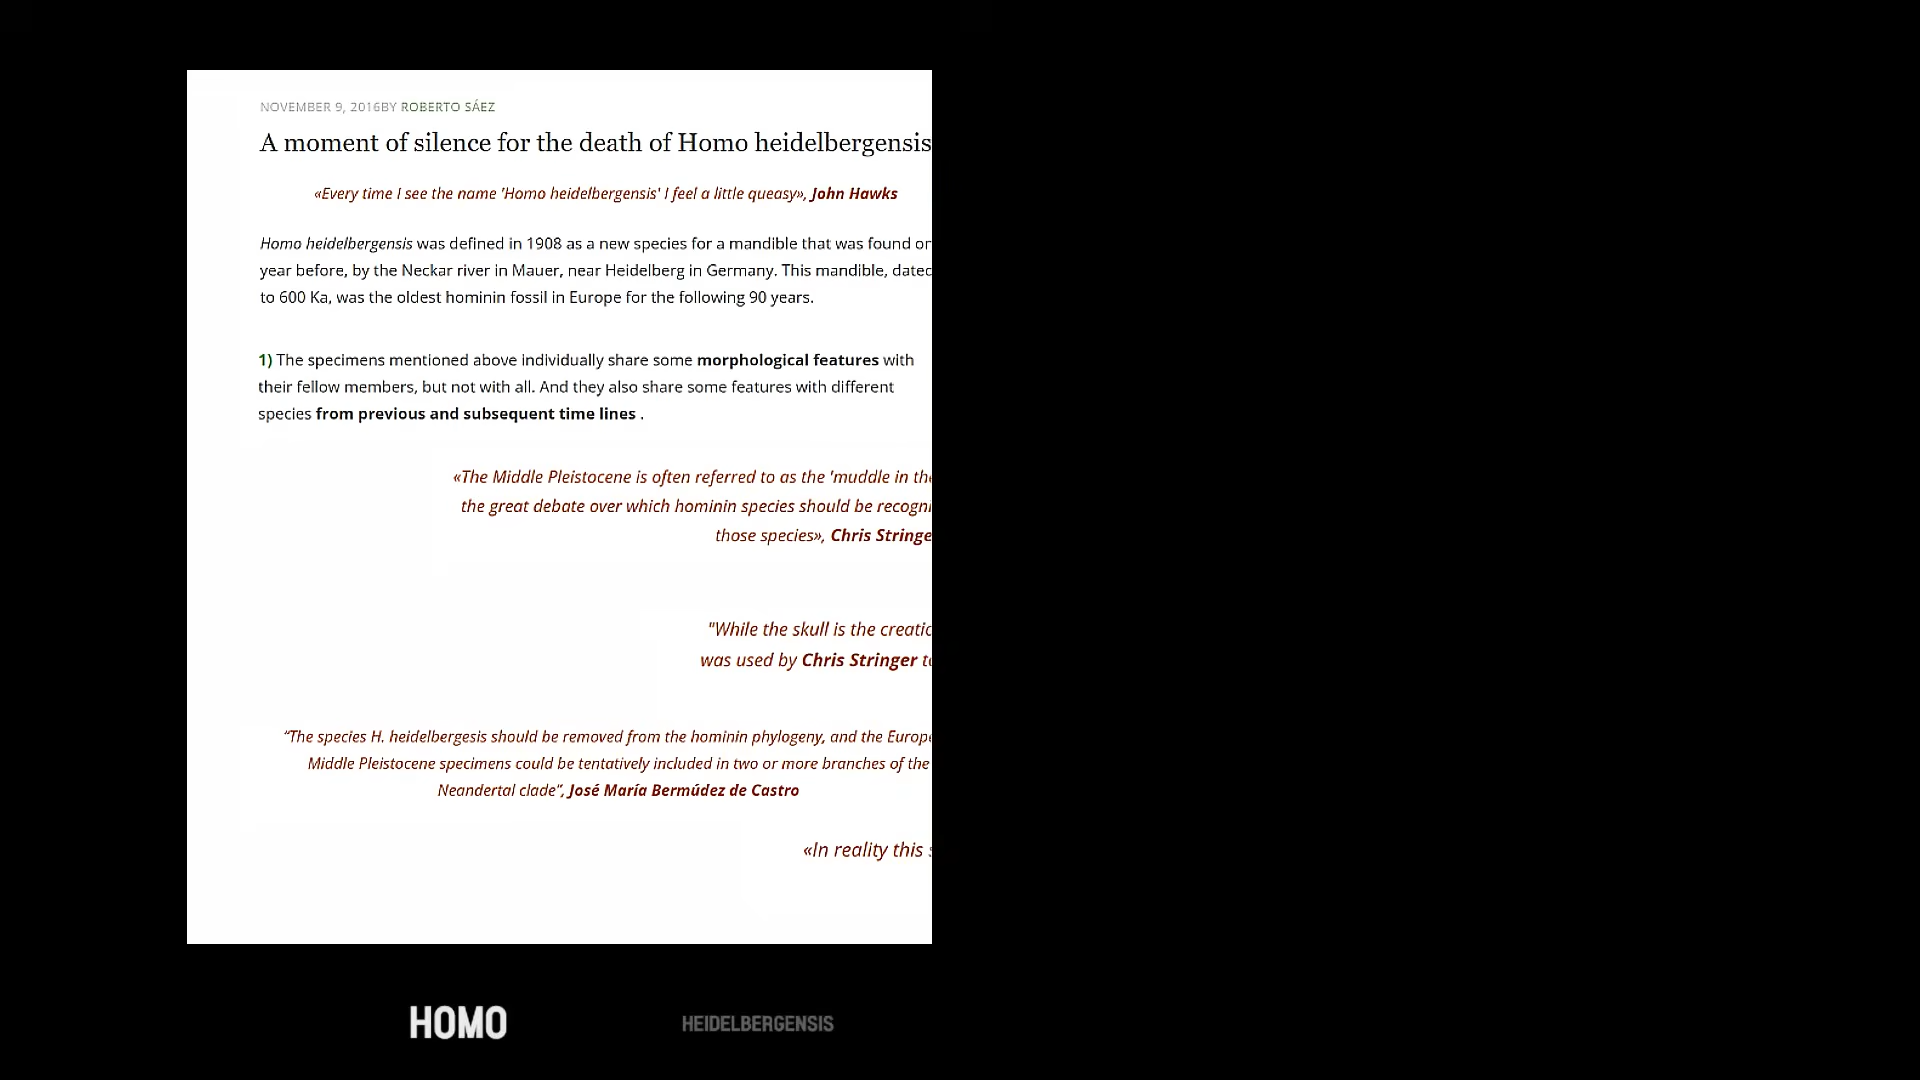 NOVEMBER 9, 2016BY ROBERTO SÁEZ
A moment of silence for the death of Homo heidelbergensis
«Every time I see the name 'Homo heidelbergensis' I feel a little queasy», John Hawks
Homo heidelbergensis was defined in 1908 as a new species for a mandible that was found
year before, by the Neckar river in Mauer, near Heidelberg in Germany. This mandible, dated
to 600 Ka, was the oldest hominin fossil in Europe for the following 90 years.
1) The specimens mentioned above individually share some morphological features with
their fellow members, but not with all. And they also share some features with different
species from previous and subsequent time lines .
«The Middle Pleistocene is often referred to as the 'muddle in
the great debate over which hominin species should be
those species», Chris
"While the skull is the
was used by Chris Stringer
“The species H. heidelbergesis should be removed from the hominin phylogeny, and the
Middle Pleistocene specimens could be tentatively included in two or more branches of the
Neandertal clade”, José María Bermúdez de Castro
«In reality this
HOMO HEIDELBERGENSIS